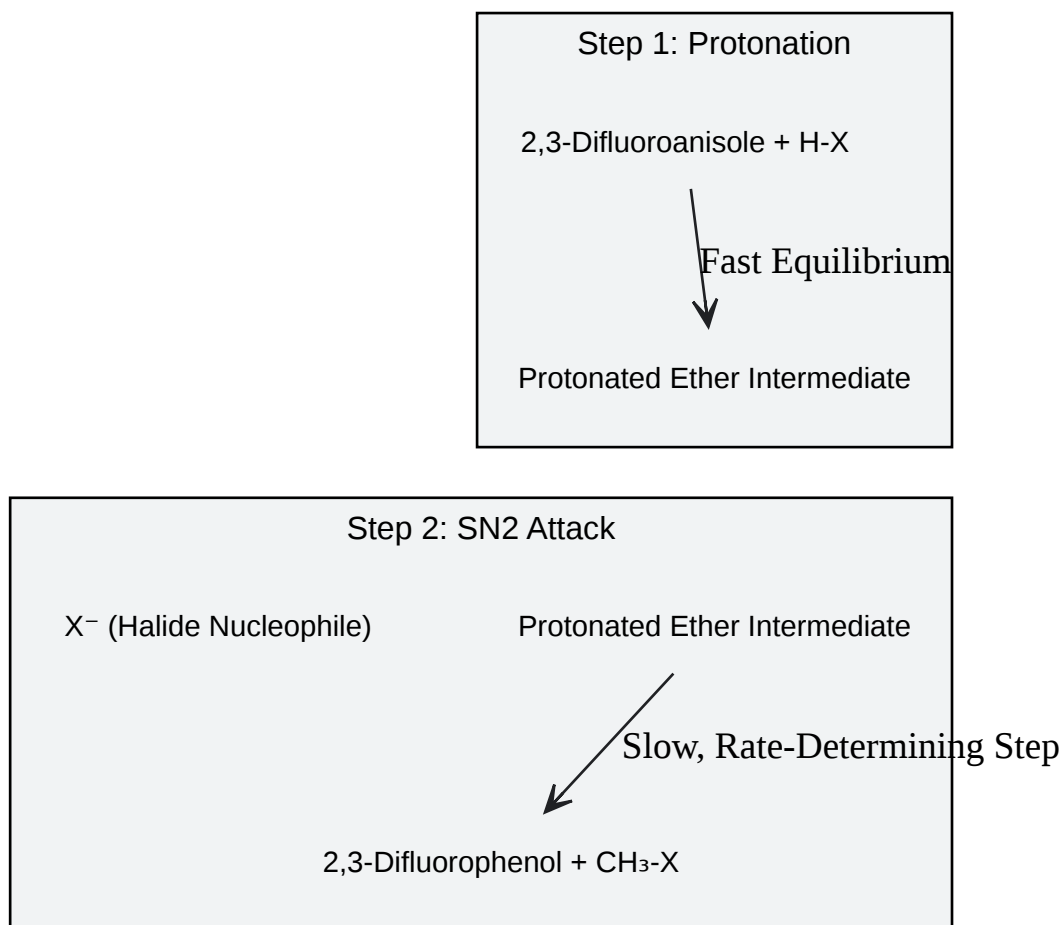 Step 1: Protonation
2,3-Difluoroanisole + H-X
Fast Equilibrium
Protonated Ether Intermediate
Step 2: SN2 Attack
X⁻ (Halide Nucleophile)
Protonated Ether Intermediate
Slow, Rate-Determining Step
2,3-Difluorophenol + CH₃-X